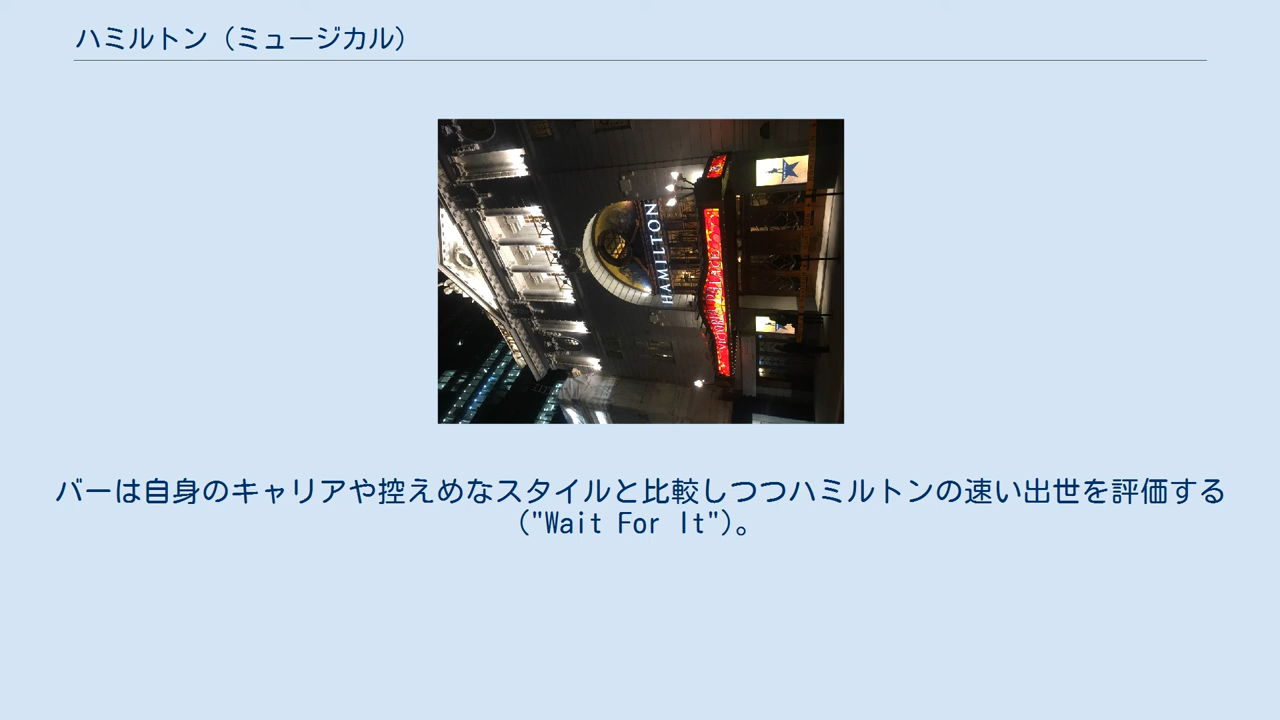 ハミルトン（ミュージカル）
HAMILTON
VICTORIA PALACE
バーは自身のキャリアや控えめなスタイルと比較しつつハミルトンの速い出世を評価する
("Wait For It")。